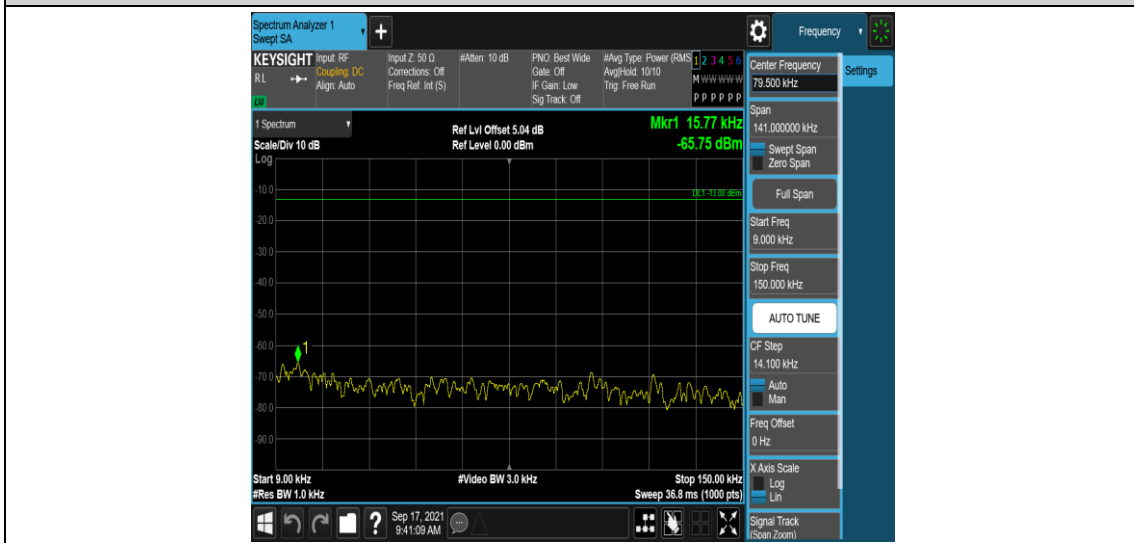 Spectrum Analyzer 1
Swept SA
+
Frequency
KEYSIGHT
RL
Input: RF
Coupling: DC
Align: Auto
Input Z: 50 Ω
Corrections: Off
Freq Ref: Int (S)
#Atten: 10 dB
PNO: Best Wide
Gate: Off
IF Gain: Low
Sig Track: Off
#Avg Type: Power (RMS
Avg|Hold: 10/10
Trig: Free Run
1 2 3 4 5 6
M W W W W W
P P P P P P
1 Spectrum
Scale/Div 10 dB
Log
Ref Lvl Offset 5.04 dB
Ref Level 0.00 dBm
Mkr1 15.77 kHz
-65.75 dBm
DL1 -13.00 dBm
-10.0
-20.0
-30.0
-40.0
-50.0
-60.0
-70.0
-80.0
-90.0
1
Start 9.00 kHz
#Res BW 1.0 kHz
#Video BW 3.0 kHz
Stop 150.00 kHz
Sweep 36.8 ms (1000 pts)
Center Frequency
79.500 kHz
Settings
Span
141.000000 kHz
Swept Span
Zero Span
Full Span
Start Freq
9.000 kHz
Stop Freq
150.000 kHz
AUTO TUNE
CF Step
14.100 kHz
Auto
Man
Freq Offset
0 Hz
X Axis Scale
Log
Lin
Signal Track
(Span Zoom)
?
Sep 17, 2021
9:41:09 AM